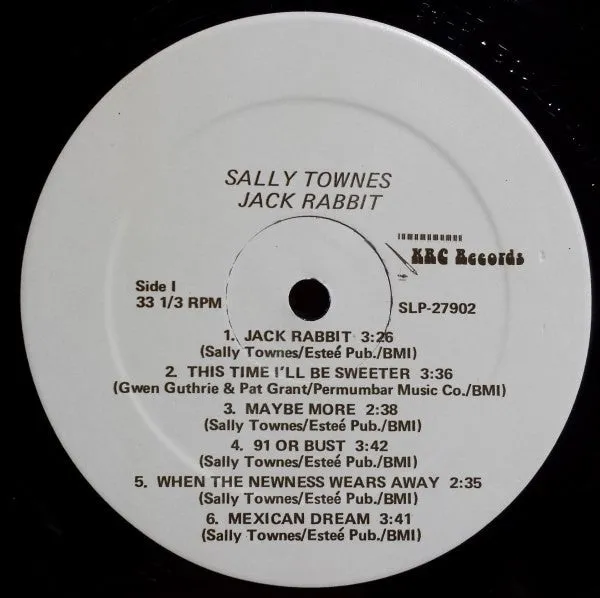 SALLY TOWNES
JACK RABBIT
KRC Records
Side I
33 1/3 RPM
SLP-27902
1. JACK RABBIT 3:26
(Sally Townes/Esteé Pub./BMI)
2. THIS TIME I'LL BE SWEETER 3:36
(Gwen Guthrie & Pat Grant/Permumbar Music Co./BMI)
3. MAYBE MORE 2:38
(Sally Townes/Esteé Pub./BMI)
4. 91 OR BUST 3:42
(Sally Townes/Esteé Pub./BMI)
5. WHEN THE NEWNESS WEARS AWAY 2:35
(Sally Townes/Esteé Pub./BMI)
6. MEXICAN DREAM 3:41
(Sally Townes/Esteé Pub./BMI)